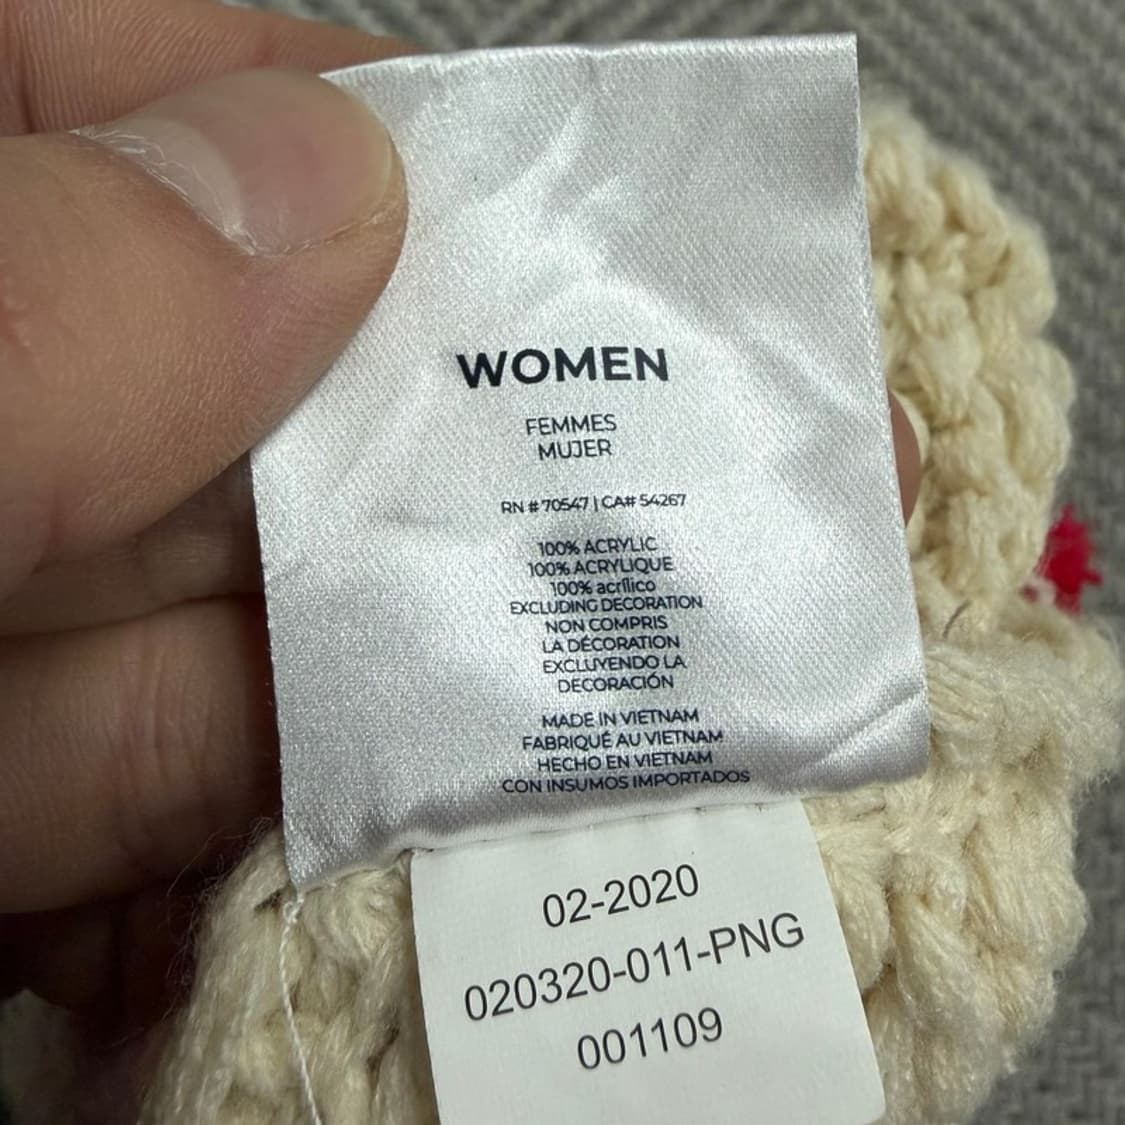 WOMEN
FEMMES
MUJER
RN # 70547 | CA# 54267
100% ACRYLIC
100% ACRYLIQUE
100% acrílico
EXCLUDING DECORATION
NON COMPRIS
LA DÉCORATION
EXCLUYENDO LA
DECORACIÓN
MADE IN VIETNAM
FABRIQUÉ AU VIETNAM
HECHO EN VIETNAM
CON INSUMOS IMPORTADOS
02-2020
020320-011-PNG
001109